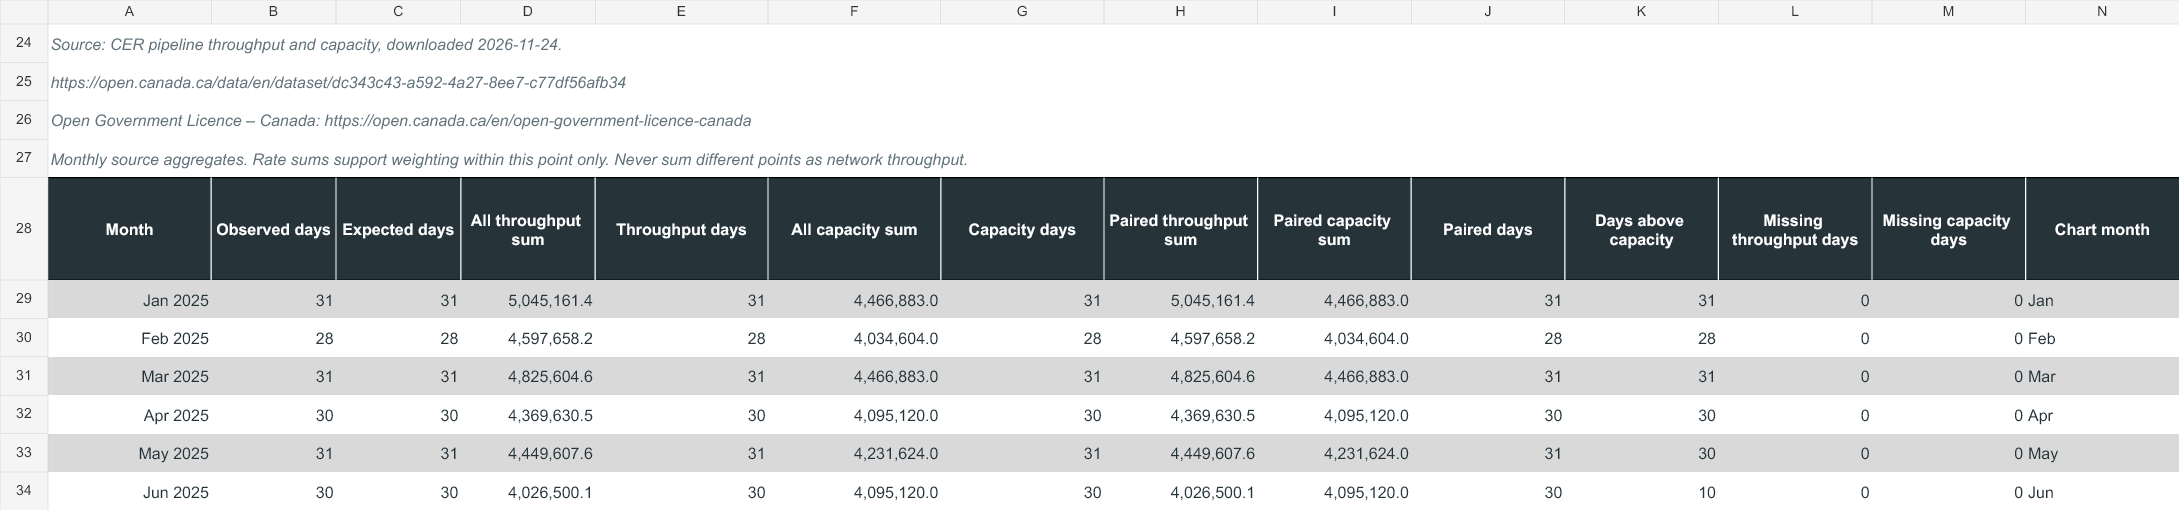 A B C D E F G H I J K L M N
24 Source: CER pipeline throughput and capacity, downloaded 2026-11-24.
25 https://open.canada.ca/data/en/dataset/dc343c43-a592-4a27-8ee7-c77df56afb34
26 Open Government Licence – Canada: https://open.canada.ca/en/open-government-licence-canada
27 Monthly source aggregates. Rate sums support weighting within this point only. Never sum different points as network throughput.
28 Month Observed days Expected days All throughput sum Throughput days All capacity sum Capacity days Paired throughput sum Paired capacity sum Paired days Days above capacity Missing throughput days Missing capacity days Chart month
29 Jan 2025 31 31 5,045,161.4 31 4,466,883.0 31 5,045,161.4 4,466,883.0 31 31 0 0 Jan
30 Feb 2025 28 28 4,597,658.2 28 4,034,604.0 28 4,597,658.2 4,034,604.0 28 28 0 0 Feb
31 Mar 2025 31 31 4,825,604.6 31 4,466,883.0 31 4,825,604.6 4,466,883.0 31 31 0 0 Mar
32 Apr 2025 30 30 4,369,630.5 30 4,095,120.0 30 4,369,630.5 4,095,120.0 30 30 0 0 Apr
33 May 2025 31 31 4,449,607.6 31 4,231,624.0 31 4,449,607.6 4,231,624.0 31 30 0 0 May
34 Jun 2025 30 30 4,026,500.1 30 4,095,120.0 30 4,026,500.1 4,095,120.0 30 10 0 0 Jun